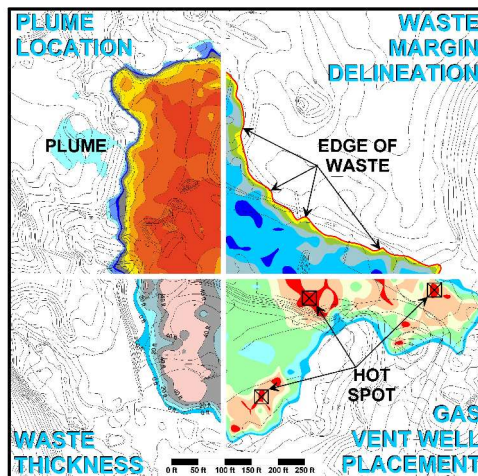 PLUME
LOCATION
WASTE
MARGIN
DELINEATION
PLUME
EDGE OF
WASTE
HOT
SPOT
WASTE
THICKNESS
GAS
VENT WELL
PLACEMENT
0 ft 50 ft 100 ft 150 ft 200 ft 250 ft